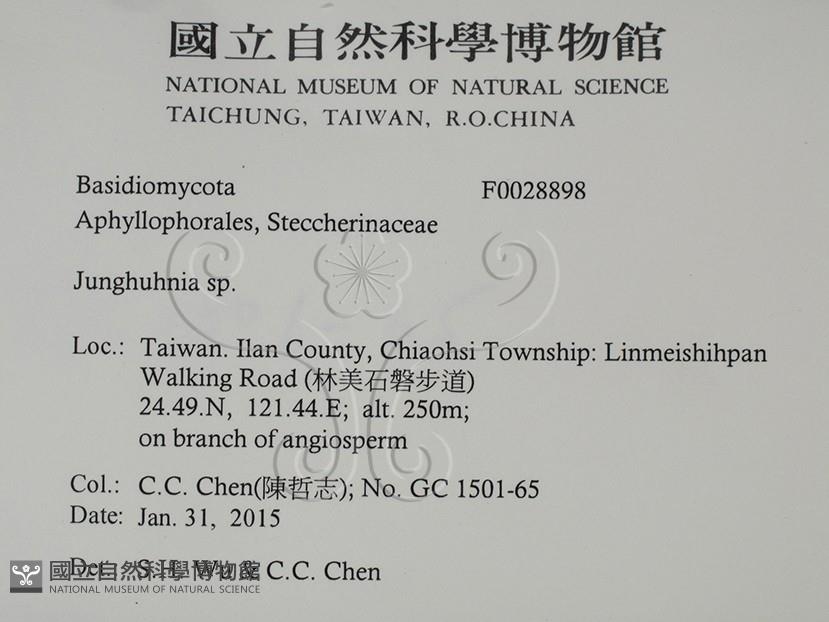 國立自然科學博物館
NATIONAL MUSEUM OF NATURAL SCIENCE
TAICHUNG, TAIWAN, R.O.CHINA
Basidiomycota F0028898
Aphyllophorales, Steccherinaceae
Junghuhnia sp.
Loc.: Taiwan. Ilan County, Chiaohsi Township: Linmeishihpan
Walking Road (林美石磐步道)
24.49.N, 121.44.E; alt. 250m;
on branch of angiosperm
Col.: C.C. Chen(陳哲志); No. GC 1501-65
Date: Jan. 31, 2015
Det.: S.H. Wu & C.C. Chen
國立自然科學博物館
NATIONAL MUSEUM OF NATURAL SCIENCE